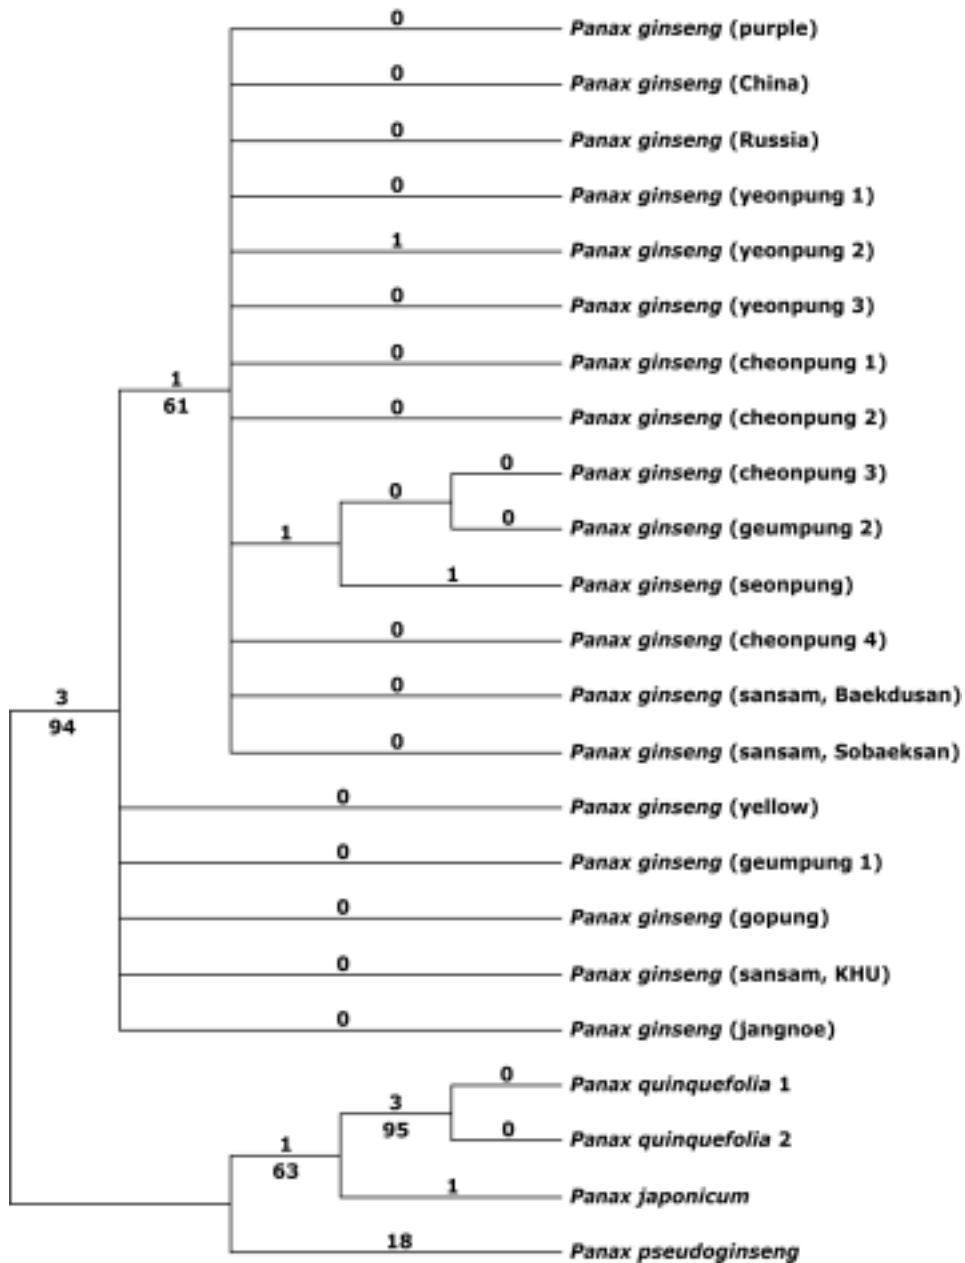 0
Panax ginseng (purple)
0
Panax ginseng (China)
0
Panax ginseng (Russia)
0
Panax ginseng (yeonpung 1)
1
Panax ginseng (yeonpung 2)
0
Panax ginseng (yeonpung 3)
0
Panax ginseng (cheonpung 1)
1
61
0
Panax ginseng (cheonpung 2)
0
Panax ginseng (cheonpung 3)
0
0
Panax ginseng (geumpung 2)
1
1
Panax ginseng (seonpung)
0
Panax ginseng (cheonpung 4)
0
Panax ginseng (sansam, Baekdusan)
3
94
0
Panax ginseng (sansam, Sobaeksan)
0
Panax ginseng (yellow)
0
Panax ginseng (geumpung 1)
0
Panax ginseng (gopung)
0
Panax ginseng (sansam, KHU)
0
Panax ginseng (jangnoe)
0
Panax quinquefolia 1
3
95
0
Panax quinquefolia 2
1
63
1
Panax japonicum
18
Panax pseudoginseng